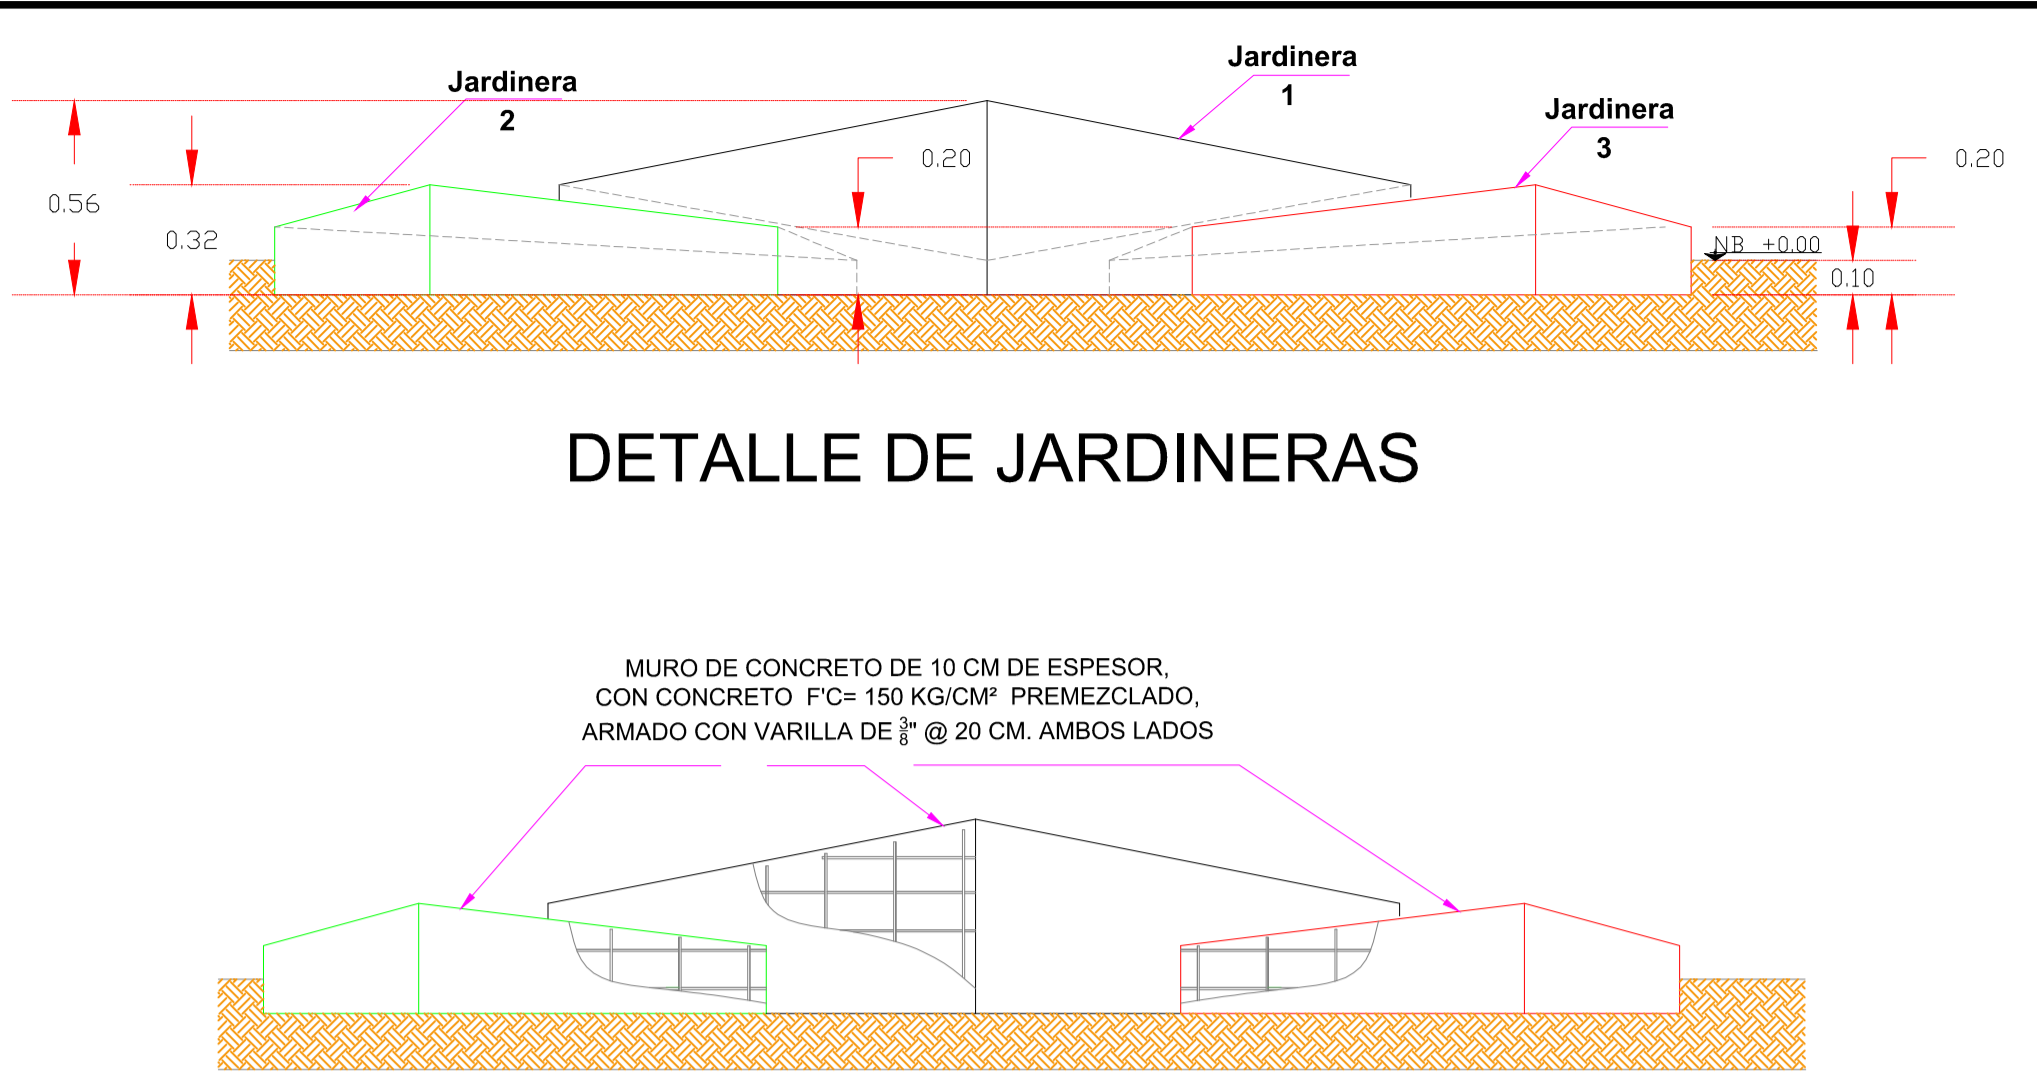 Jardinera
1
Jardinera
2
Jardinera
3
0.20
0.20
0.56
0.32
NB +0.00
0.10
DETALLE DE JARDINERAS
MURO DE CONCRETO DE 10 CM DE ESPESOR,
CON CONCRETO F'C= 150 KG/CM² PREMEZCLADO,
ARMADO CON VARILLA DE 3/8" @ 20 CM. AMBOS LADOS